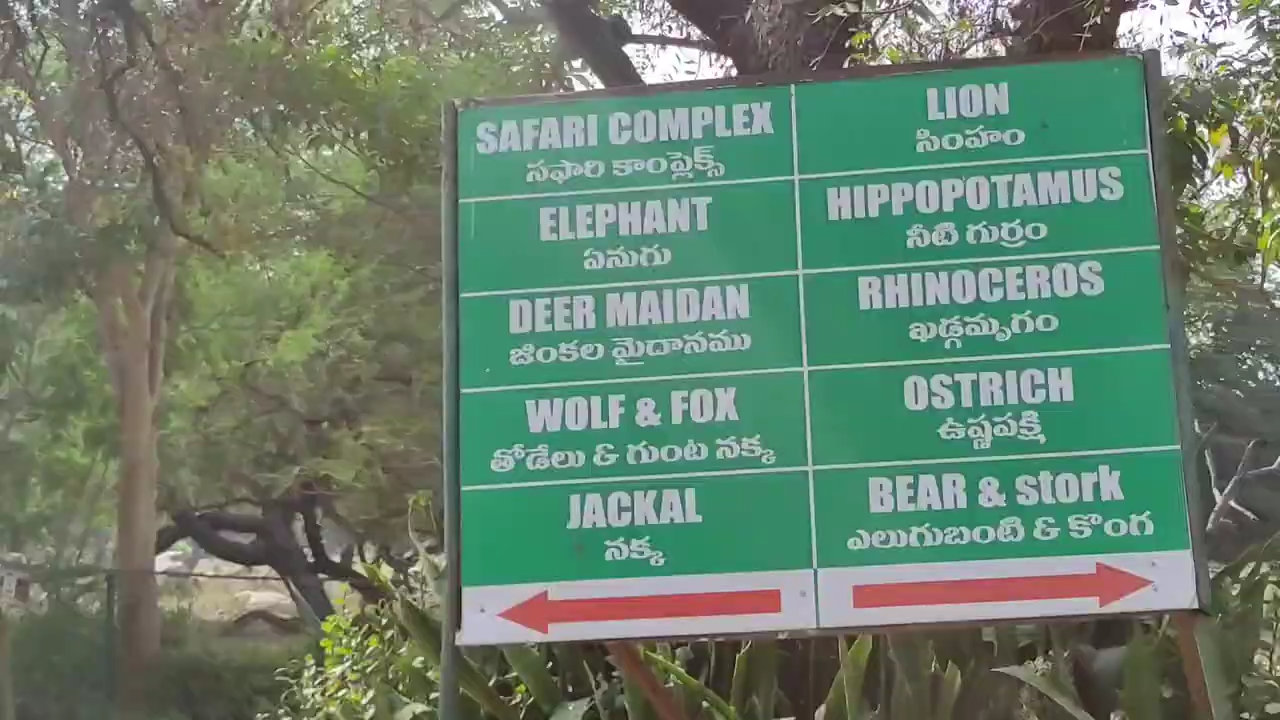 SAFARI COMPLEX
సఫారి కాంప్లెక్స్
ELEPHANT
ఏనుగు
DEER MAIDAN
జింకల మైదానము
WOLF & FOX
తోడేలు & గుంట నక్క
JACKAL
నక్క
LION
సింహం
HIPPOPOTAMUS
నీటి గుర్రం
RHINOCEROS
ఖడ్గమృగం
OSTRICH
ఉష్ణపక్షి
BEAR & stork
ఎలుగుబంటి & కొంగ